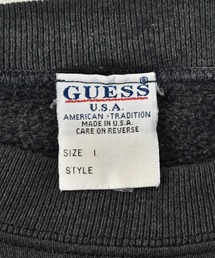 GUESS
U.S.A.
AMERICAN TRADITION
MADE IN U.S.A.
CARE ON REVERSE
SIZE L
STYLE